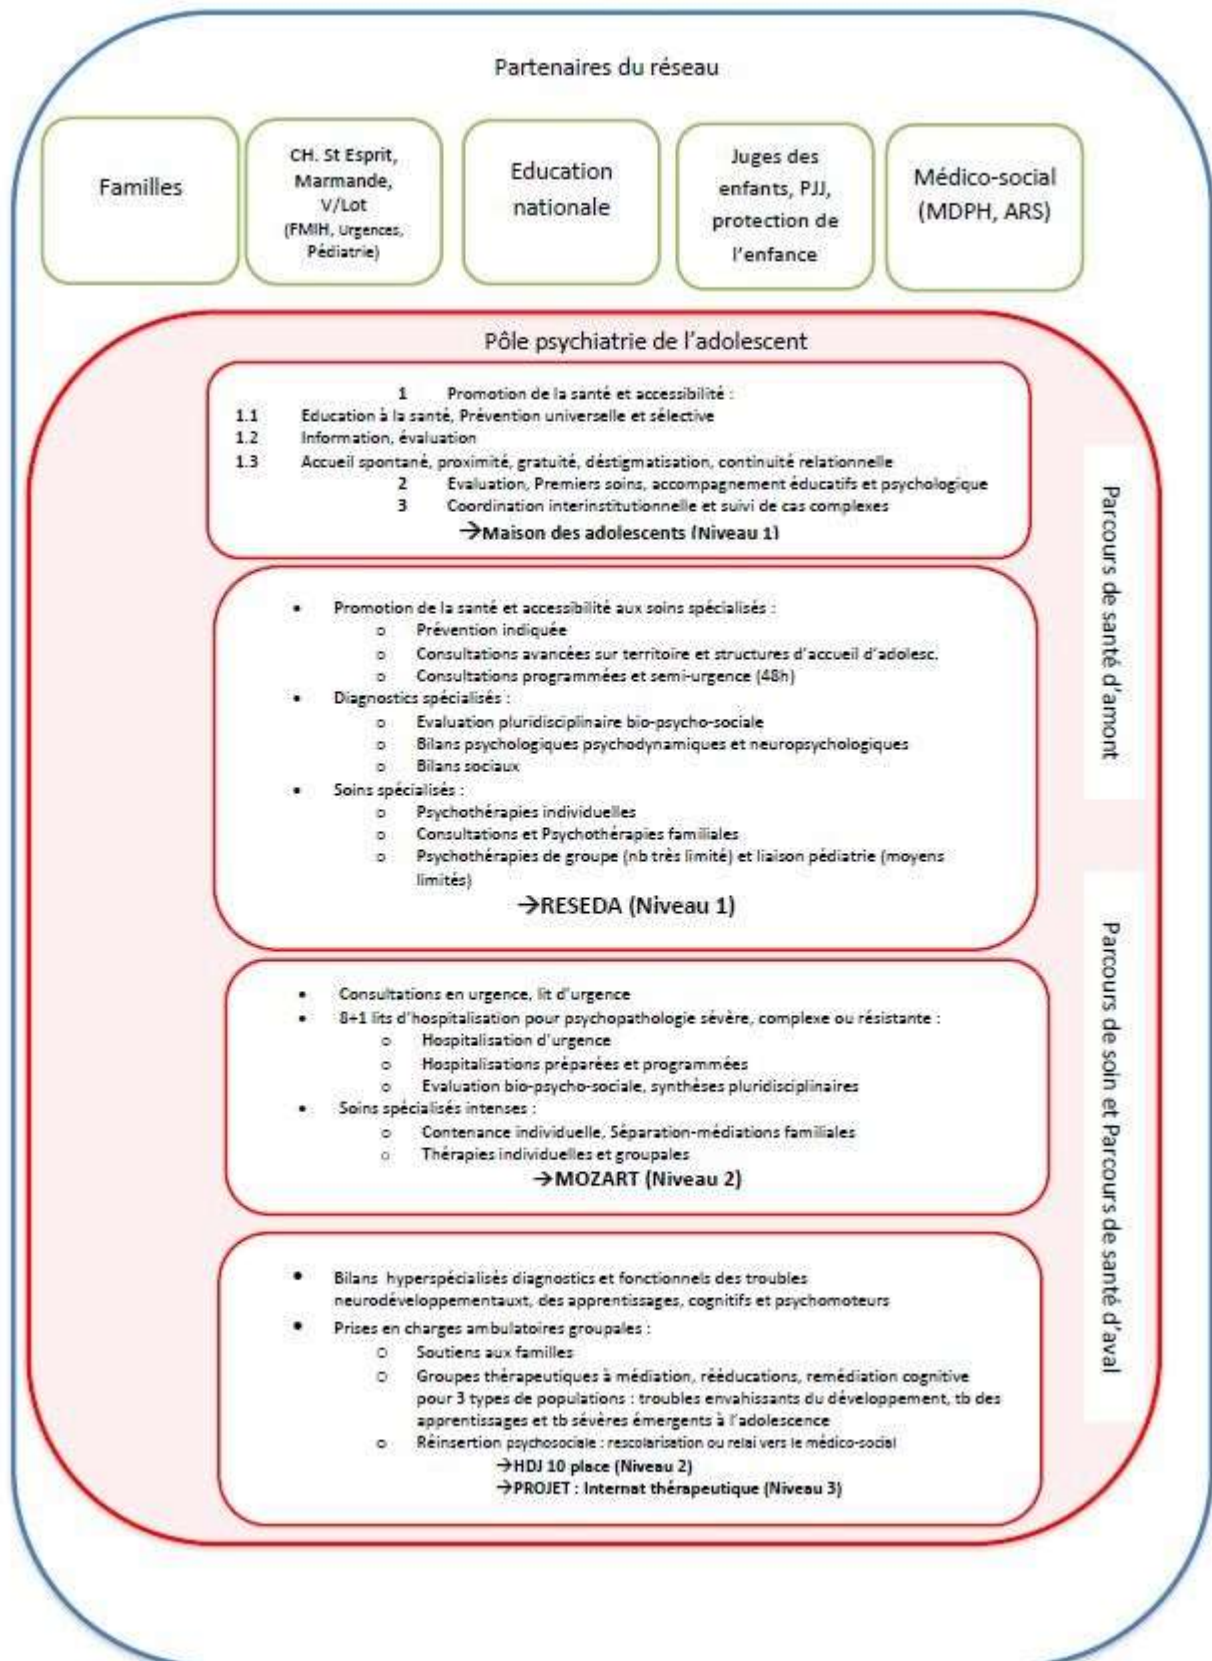 Partenaires du réseau
Familles
CH. St Esprit,
Marmande,
V/Lot
(FMIH, Urgences,
Pédiatrie)
Education
nationale
Juges des
enfants, PJJ,
protection de
l'enfance
Médico-social
(MDPH, ARS)
Pôle psychiatrie de l'adolescent
1 Promotion de la santé et accessibilité :
1.1 Education à la santé, Prévention universelle et sélective
1.2 Information, évaluation
1.3 Accueil spontané, proximité, gratuité, déstigmatisation, continuité relationnelle
2 Evaluation, Premiers soins, accompagnement éducatifs et psychologique
3 Coordination interinstitutionnelle et suivi de cas complexes
→Maison des adolescents (Niveau 1)
• Promotion de la santé et accessibilité aux soins spécialisés :
o Prévention indiquée
o Consultations avancées sur territoire et structures d'accueil d'adolesc.
o Consultations programmées et semi-urgence (48h)
• Diagnostics spécialisés :
o Evaluation pluridisciplinaire bio-psycho-sociale
o Bilans psychologiques psychodynamiques et neuropsychologiques
o Bilans sociaux
• Soins spécialisés :
o Psychothérapies individuelles
o Consultations et Psychothérapies familiales
o Psychothérapies de groupe (nb très limité) et liaison pédiatrie (moyens
limités)
→RESEDA (Niveau 1)
Parcours de santé d'amont
• Consultations en urgence, lit d'urgence
• 8+1 lits d'hospitalisation pour psychopathologie sévère, complexe ou résistante :
o Hospitalisation d'urgence
o Hospitalisations préparées et programmées
o Evaluation bio-psycho-sociale, synthèses pluridisciplinaires
• Soins spécialisés intenses :
o Contenance individuelle, Séparation-médiations familiales
o Thérapies individuelles et groupales
→MOZART (Niveau 2)
• Bilans hyperspécialisés diagnostics et fonctionnels des troubles
neurodéveloppementauxt, des apprentissages, cognitifs et psychomoteurs
• Prises en charges ambulatoires groupales :
o Soutiens aux familles
o Groupes thérapeutiques à médiation, rééducations, remédiation cognitive
pour 3 types de populations : troubles envahissants du développement, tb des
apprentissages et tb sévères émergents à l'adolescence
o Réinsertion psychosociale : rescolarisation ou relai vers le médico-social
→HDJ 10 place (Niveau 2)
→PROJET : Internat thérapeutique (Niveau 3)
Parcours de soin et Parcours de santé d'aval